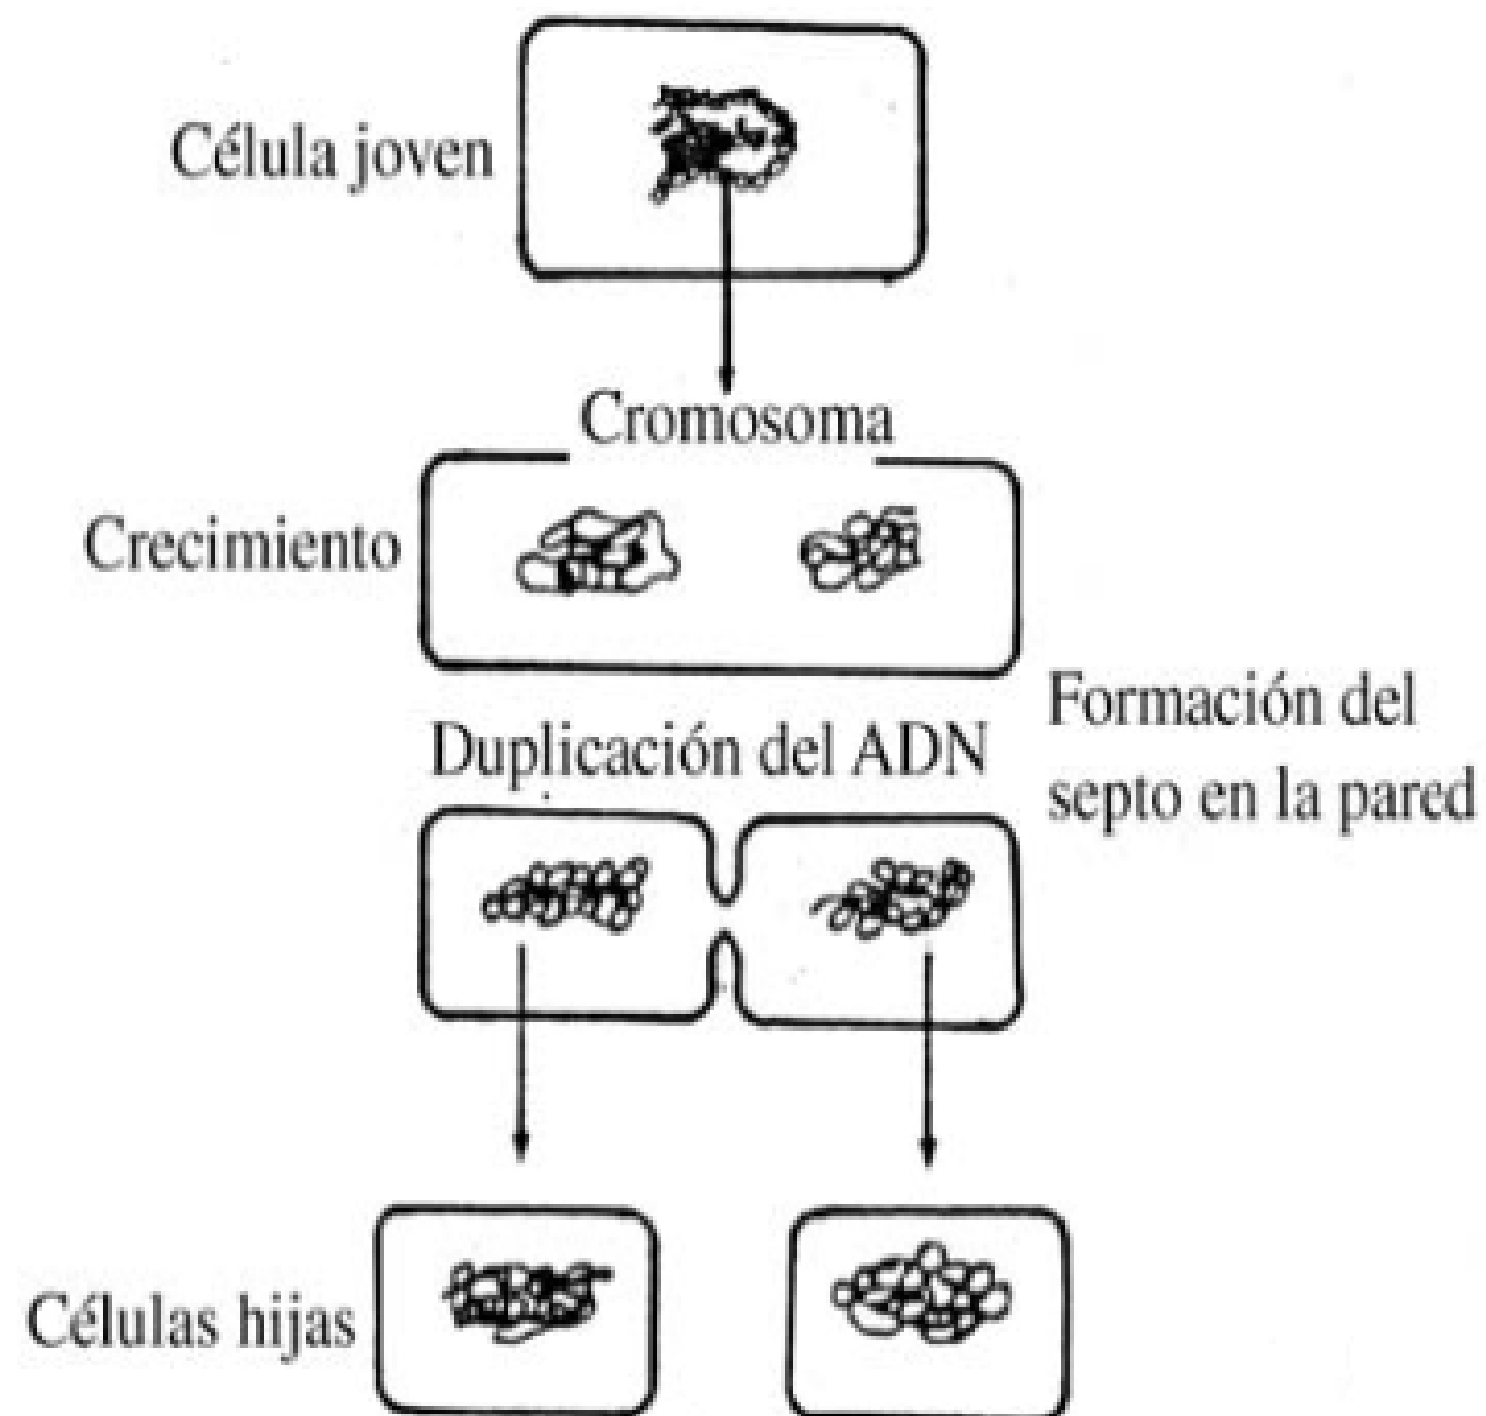 Célula joven
Cromosoma
Crecimiento
Formación del
septo en la pared
Duplicación del ADN
Células hijas